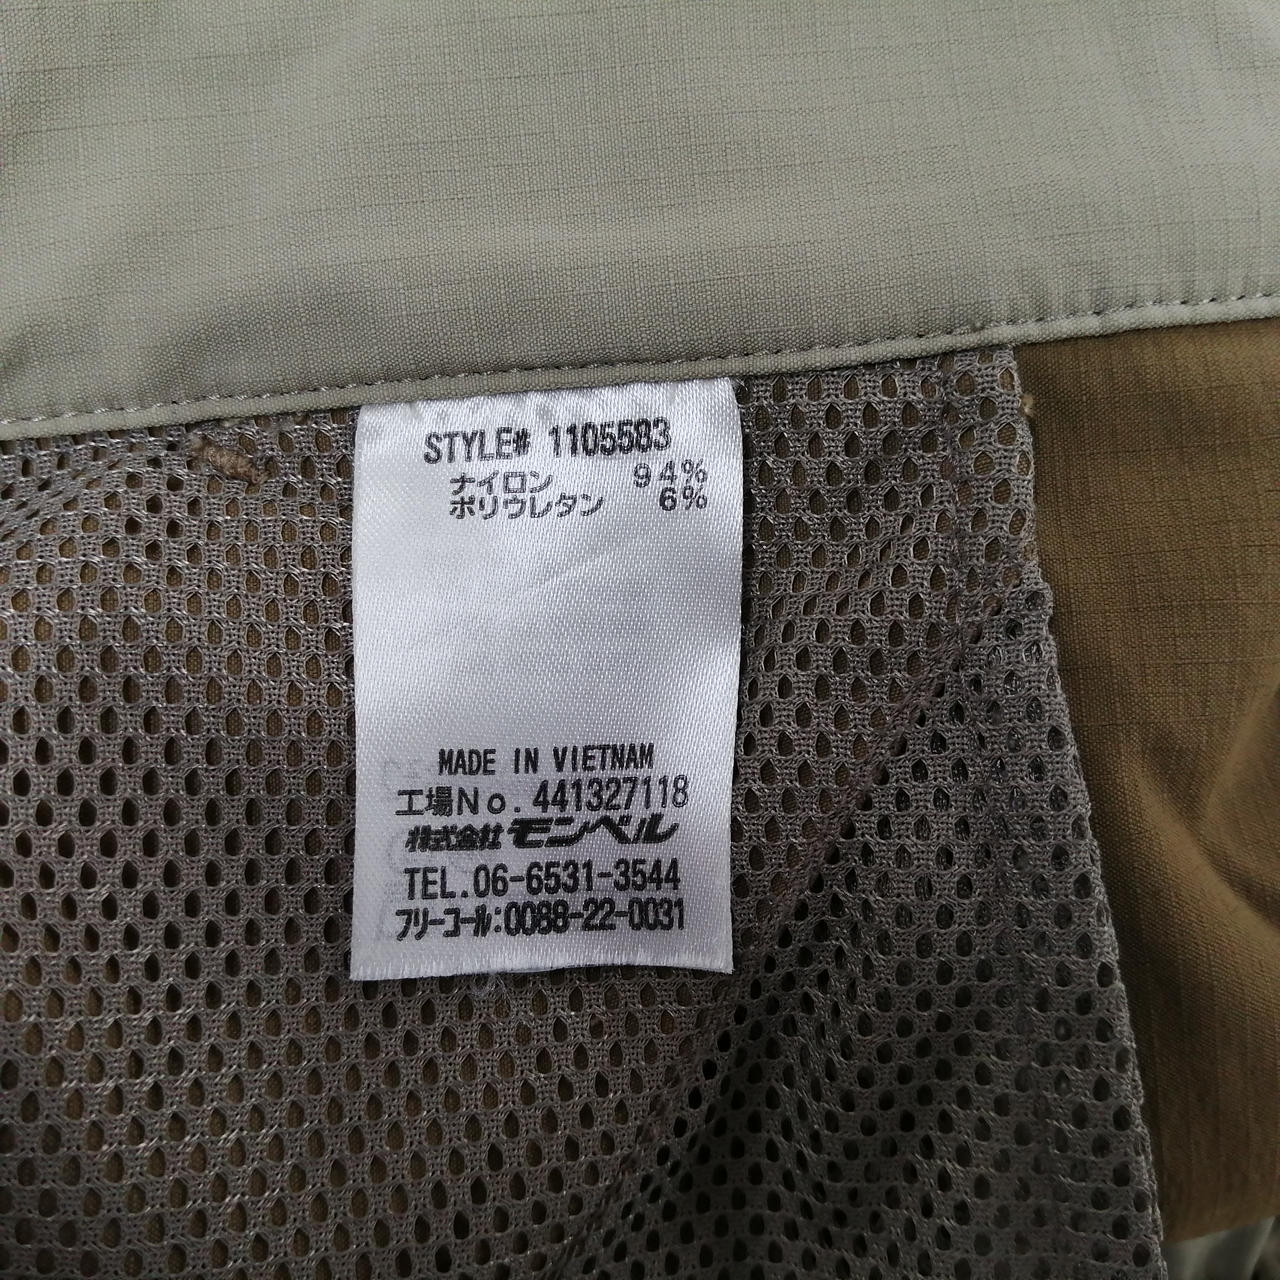 STYLE# 1105583
ナイロン 94%
ポリウレタン 6%
MADE IN VIETNAM
工場No. 441327118
株式会社 モンベル
TEL. 06-6531-3544
フリーコール:0088-22-0031